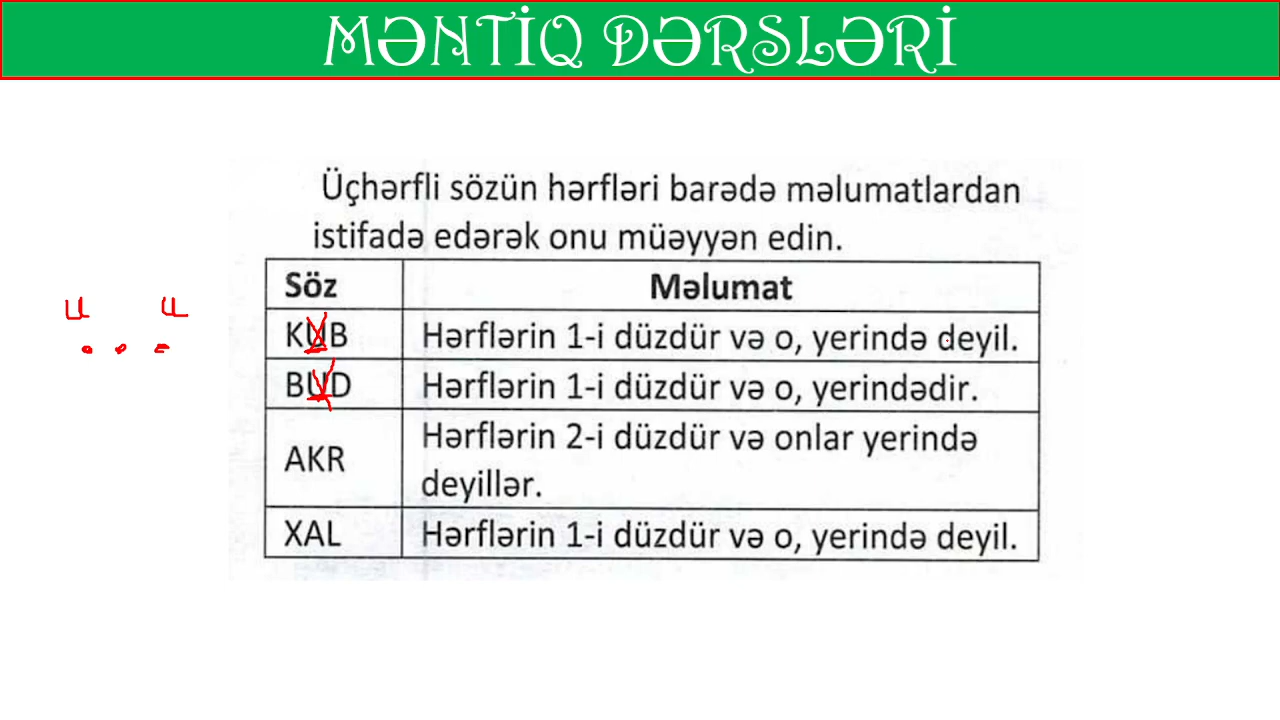 MƏNTİQ DƏRSLƏRİ
Üçhərfli sözün hərfləri barədə məlumatlardan
istifadə edərək onu müəyyən edin.
Söz Məlumat
KUB Hərflərin 1-i düzdür və o, yerində deyil.
BUD Hərflərin 1-i düzdür və o, yerindədir.
AKR Hərflərin 2-i düzdür və onlar yerində
deyillər.
XAL Hərflərin 1-i düzdür və o, yerində deyil.
U U